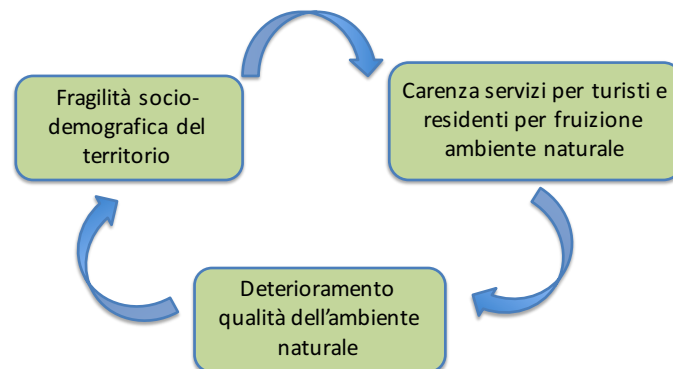 Fragilità socio-
demografica del
territorio
Carenza servizi per turisti e
residenti per fruizione
ambiente naturale
Deterioramento
qualità dell'ambiente
naturale